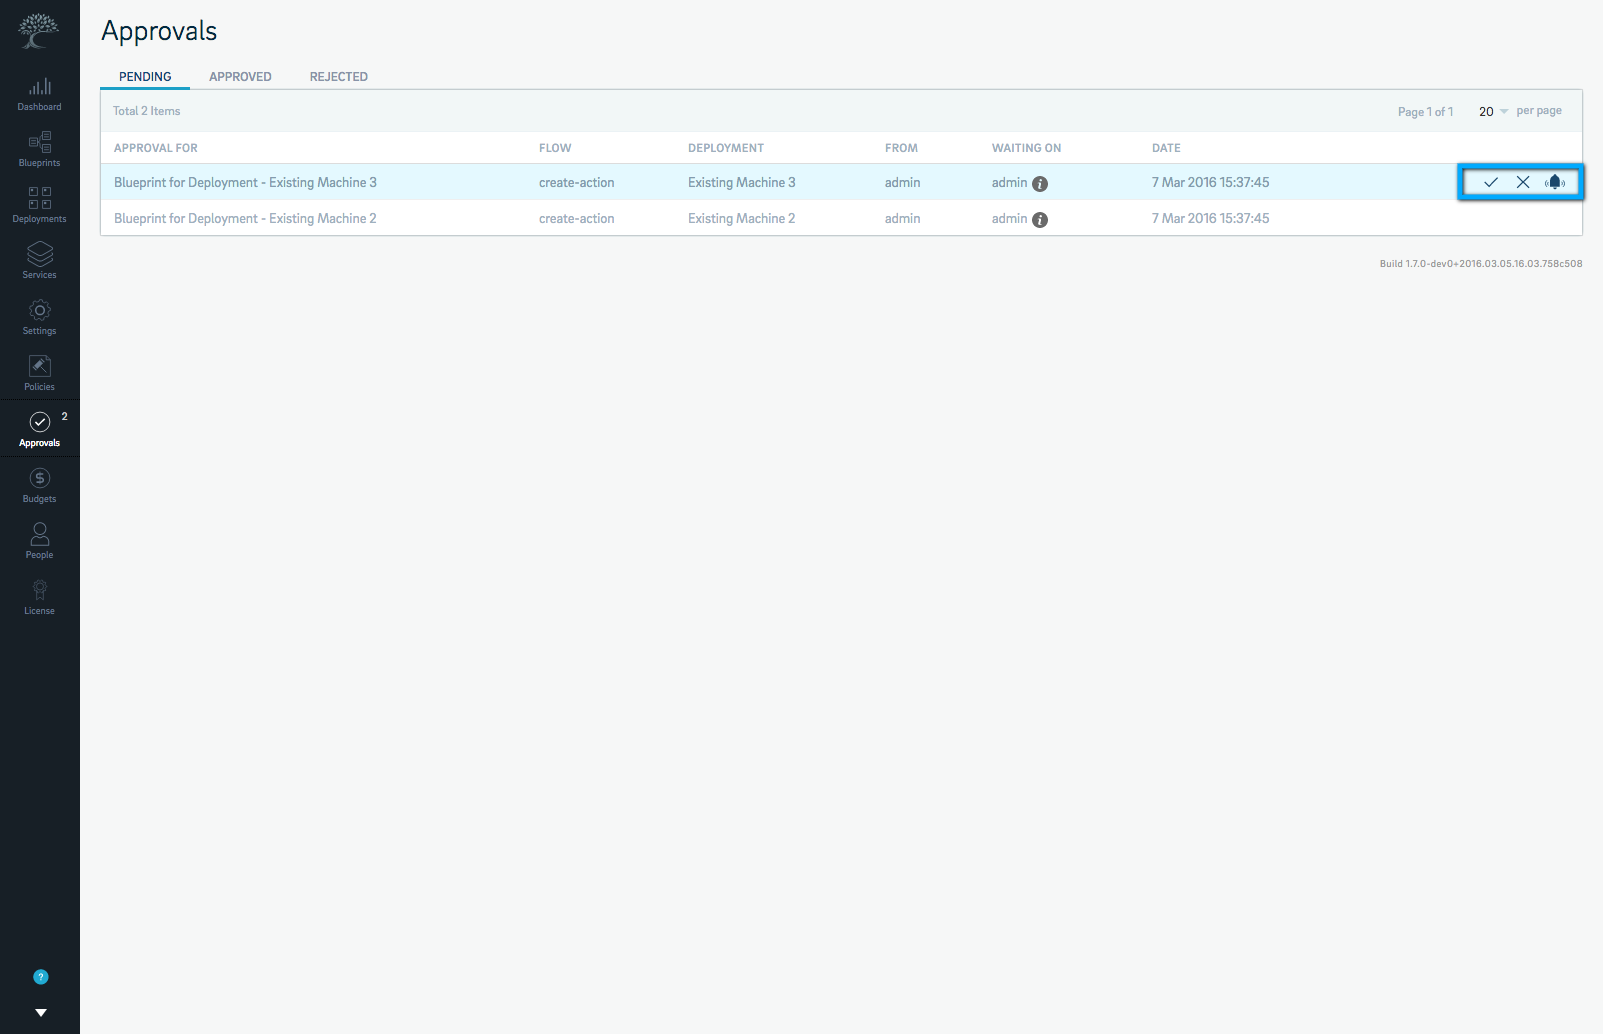 Approvals
PENDING APPROVED REJECTED
Total 2 Items Page 1 of 1 20 per page
APPROVAL FOR FLOW DEPLOYMENT FROM WAITING ON DATE
Blueprint for Deployment - Existing Machine 3 create-action Existing Machine 3 admin admin i 7 Mar 2016 15:37:45
Blueprint for Deployment - Existing Machine 2 create-action Existing Machine 2 admin admin i 7 Mar 2016 15:37:45
Build 1.7.0-dev0+2016.03.05.16.03.758c508
Dashboard
Blueprints
Deployments
Services
Settings
Policies
2
Approvals
$
Budgets
People
License
?